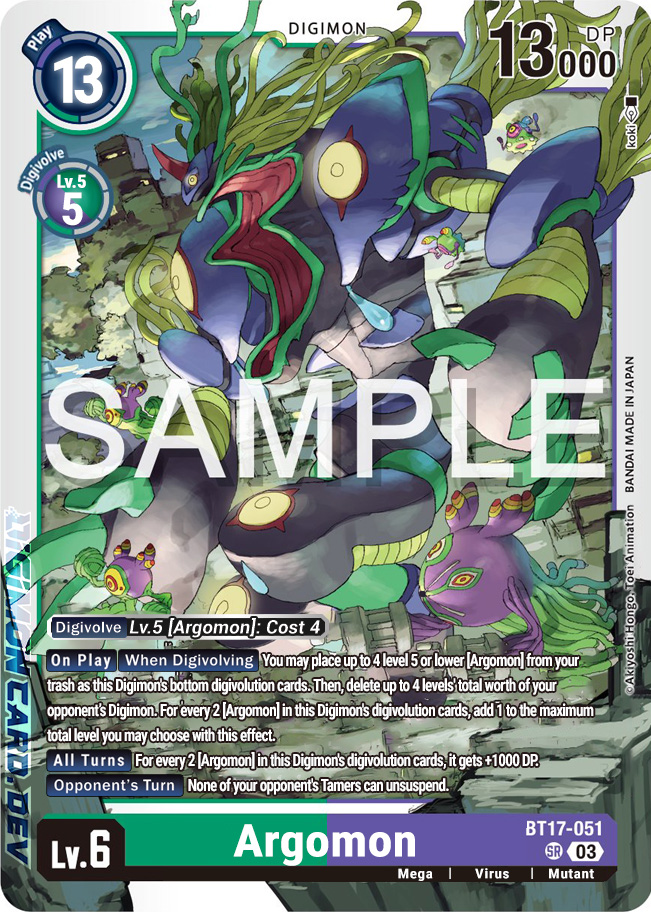 DIGIMON
Play
13
13000
DP
Digivolve
Lv.5
5
koki
SAMPLE
BANDAI MADE IN JAPAN
©Akiyoshi Hongo, Toei Animation
DIGIMON CARD.DEV
Digivolve Lv.5 [Argomon]: Cost 4
On Play When Digivolving You may place up to 4 level 5 or lower [Argomon] from your
trash as this Digimon's bottom digivolution cards. Then, delete up to 4 levels' total worth of your
opponent's Digimon. For every 2 [Argomon] in this Digimon's digivolution cards, add 1 to the maximum
total level you may choose with this effect.
All Turns For every 2 [Argomon] in this Digimon's digivolution cards, it gets +1000 DP.
Opponent's Turn None of your opponent's Tamers can unsuspend.
BT17-051
Lv.6
Argomon
SR 03
Mega | Virus | Mutant